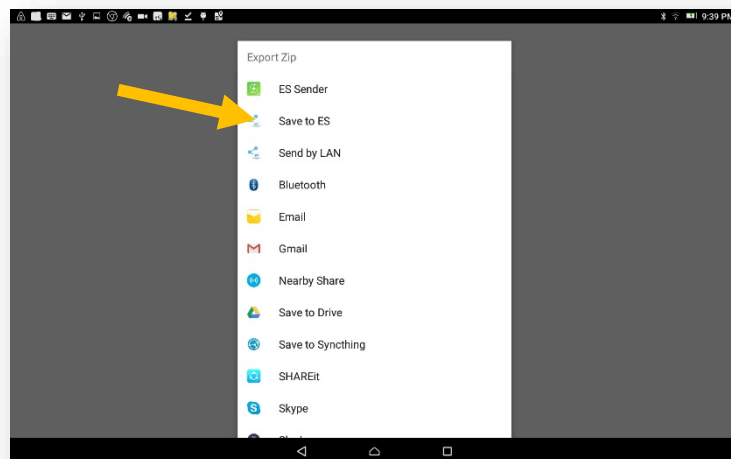 9:39 PM
Export Zip
ES Sender
Save to ES
Send by LAN
Bluetooth
Email
Gmail
Nearby Share
Save to Drive
Save to Syncthing
SHAREit
Skype